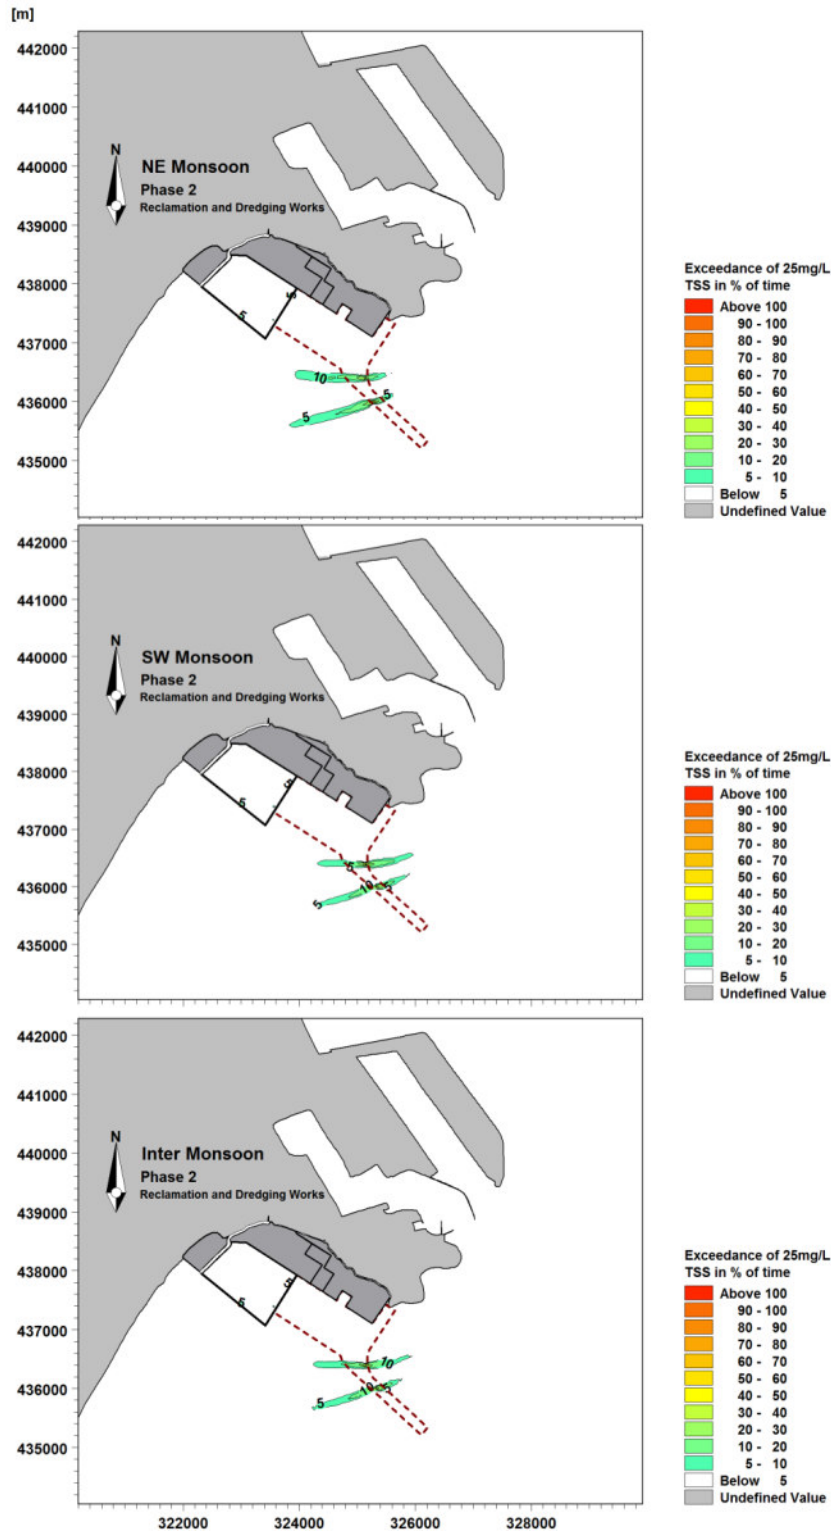 [m]
442000
441000
440000
439000
438000
437000
436000
435000
N
NE Monsoon
Phase 2
Reclamation and Dredging Works
5
5
10
5
5
Exceedance of 25mg/L
TSS in % of time
Above 100
90 - 100
80 - 90
70 - 80
60 - 70
50 - 60
40 - 50
30 - 40
20 - 30
10 - 20
5 - 10
Below 5
Undefined Value
442000
441000
440000
439000
438000
437000
436000
435000
N
SW Monsoon
Phase 2
Reclamation and Dredging Works
5
5
5
10
5
5
Exceedance of 25mg/L
TSS in % of time
Above 100
90 - 100
80 - 90
70 - 80
60 - 70
50 - 60
40 - 50
30 - 40
20 - 30
10 - 20
5 - 10
Below 5
Undefined Value
442000
441000
440000
439000
438000
437000
436000
435000
N
Inter Monsoon
Phase 2
Reclamation and Dredging Works
5
5
10
10
5
5
Exceedance of 25mg/L
TSS in % of time
Above 100
90 - 100
80 - 90
70 - 80
60 - 70
50 - 60
40 - 50
30 - 40
20 - 30
10 - 20
5 - 10
Below 5
Undefined Value
322000 324000 326000 328000